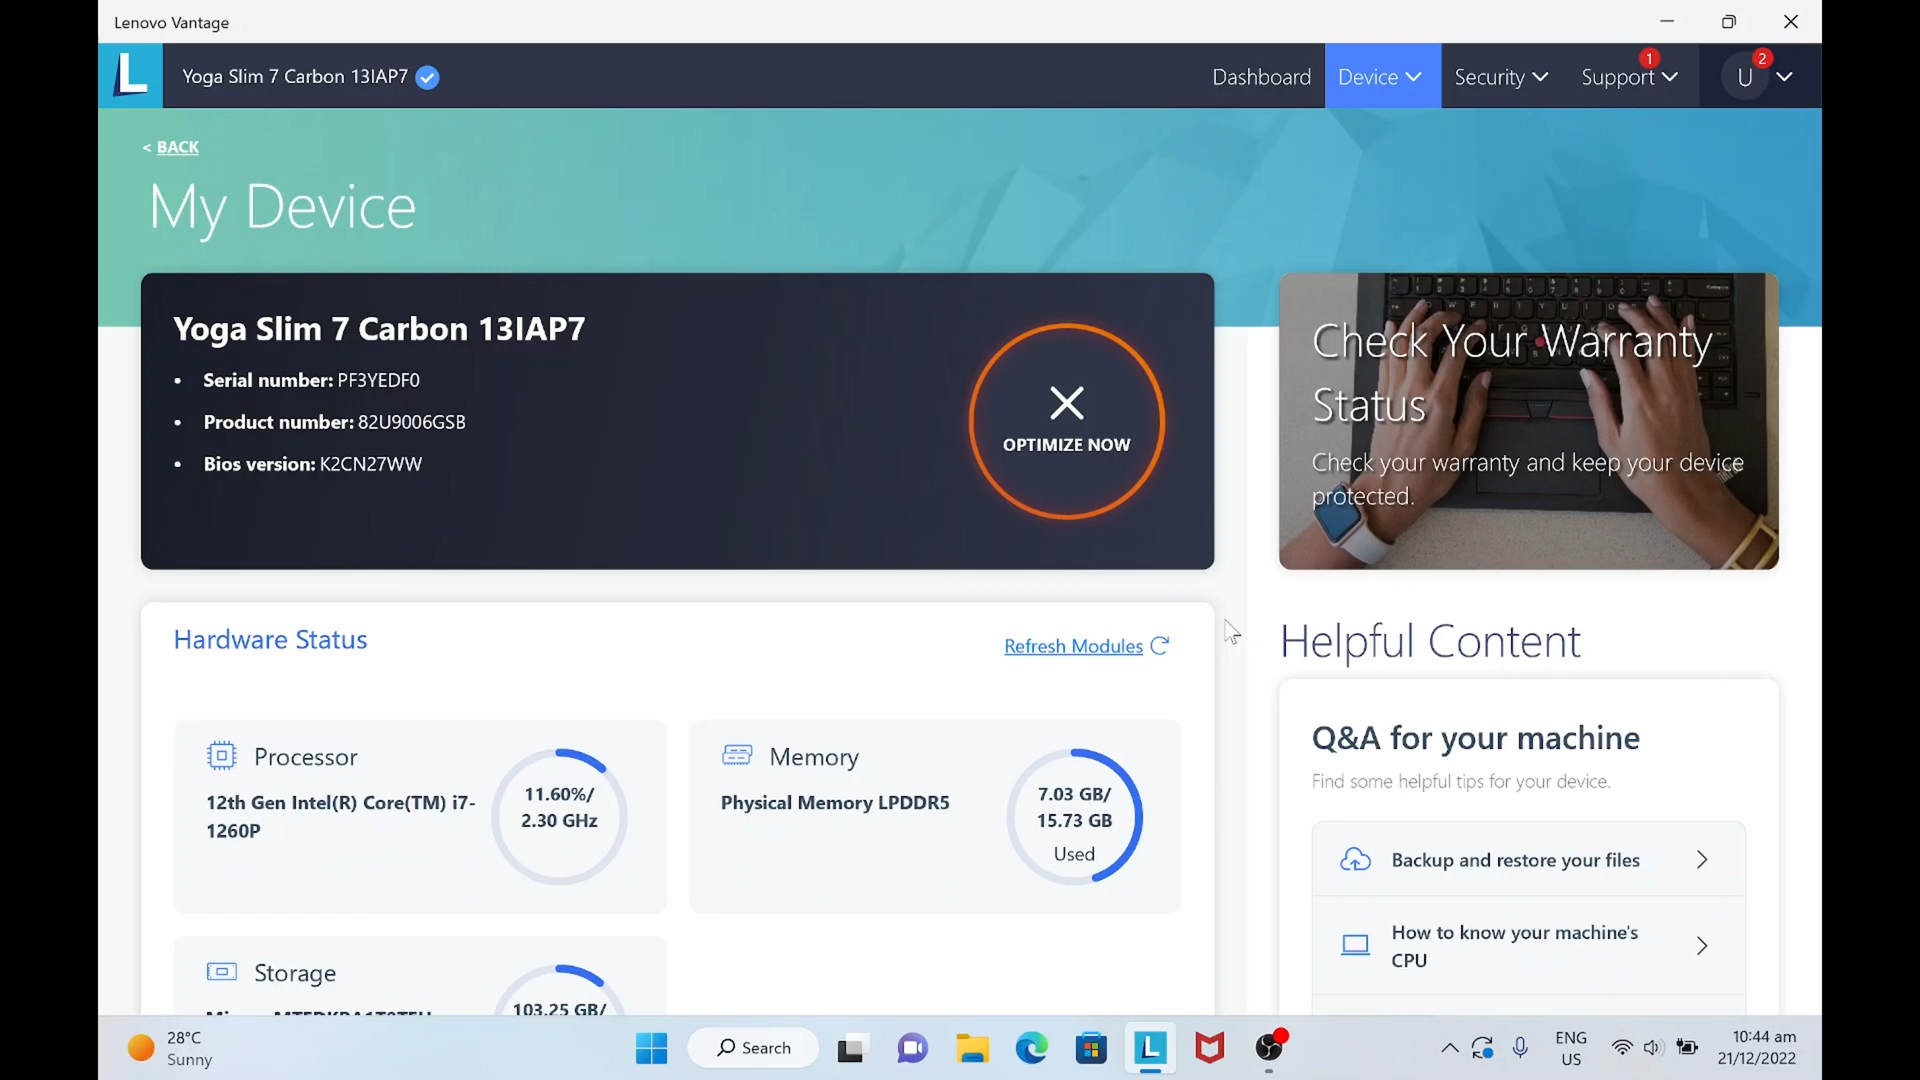 Lenovo Vantage
L
Yoga Slim 7 Carbon 13IAP7
Dashboard
Device
Security
Support
1
U
2
< BACK
My Device
Yoga Slim 7 Carbon 13IAP7
• Serial number: PF3YEDF0
• Product number: 82U9006GSB
• Bios version: K2CN27WW
OPTIMIZE NOW
Check Your Warranty
Status
Check your warranty and keep your device
protected.
Hardware Status
Refresh Modules
Processor
12th Gen Intel(R) Core(TM) i7-
1260P
11.60%/
2.30 GHz
Memory
Physical Memory LPDDR5
7.03 GB/
15.73 GB
Used
Storage
103.25 GB/
Helpful Content
Q&A for your machine
Find some helpful tips for your device.
Backup and restore your files
How to know your machine's
CPU
28°C
Sunny
Search
L
ENG
US
10:44 am
21/12/2022